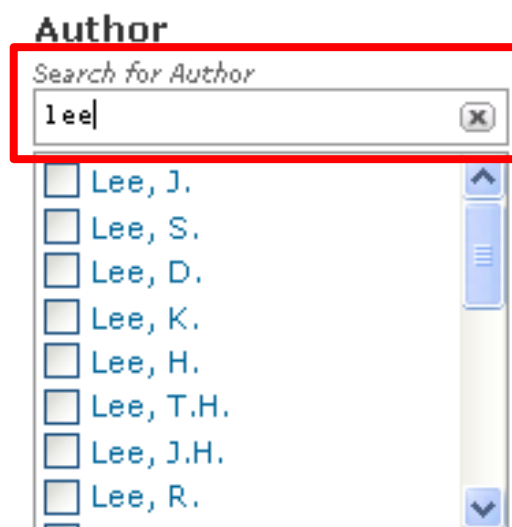 Author
Search for Author
lee
Lee, J.
Lee, S.
Lee, D.
Lee, K.
Lee, H.
Lee, T.H.
Lee, J.H.
Lee, R.